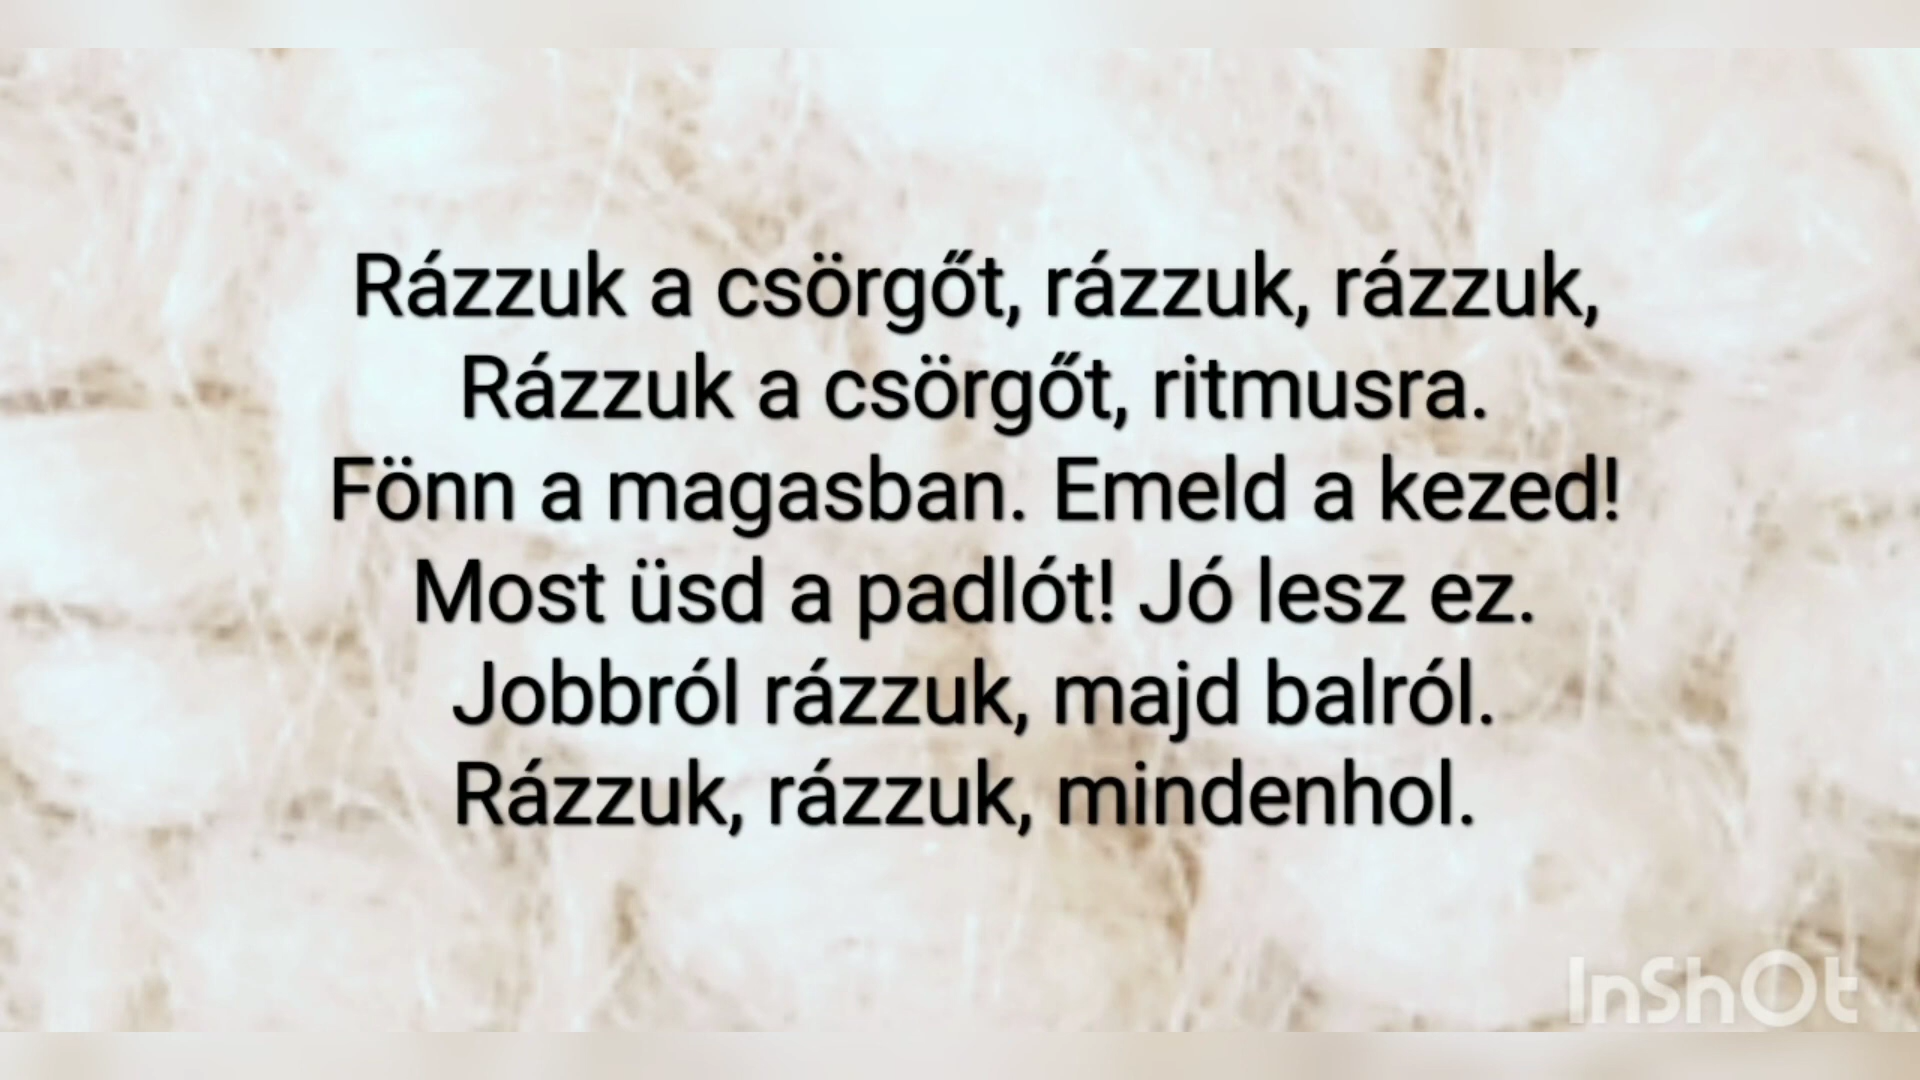 Rázzuk a csörgőt, rázzuk, rázzuk,
Rázzuk a csörgőt, ritmusra.
Fönn a magasban. Emeld a kezed!
Most üsd a padlót! Jó lesz ez.
Jobbról rázzuk, majd balról.
Rázzuk, rázzuk, mindenhol.
InShOt